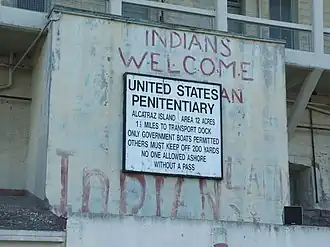 INDIANS
WELCOME
UNITED STATES
PENITENTIARY
ALCATRAZ ISLAND AREA 12 ACRES
1½ MILES TO TRANSPORT DOCK
ONLY GOVERNMENT BOATS PERMITTED
OTHERS MUST KEEP OFF 200 YARDS
NO ONE ALLOWED ASHORE
WITHOUT A PASS
INDIAN LAND